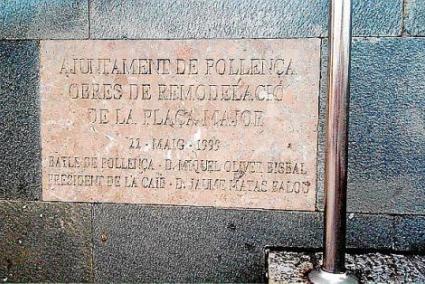 AJUNTAMENT DE POLLENÇA
OBRES DE REMODELACIÓ
DE LA PLAÇA MAJOR
22 - MAIG - 1999
BATLE DE POLLENÇA - D. MIQUEL OLIVER BISBAL
PRESIDENT DE LA CAIB - D. JAUME MATAS PALOU